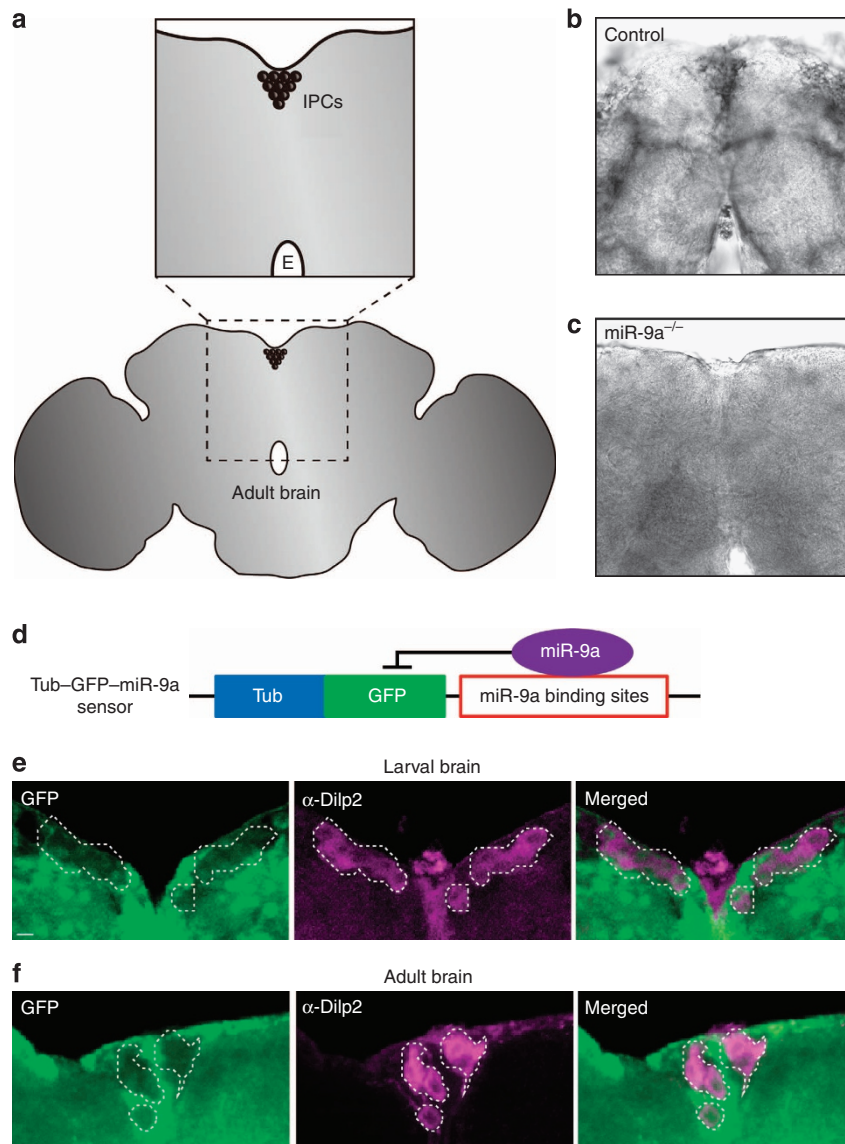 a
IPCs
E
Adult brain
b
Control
c
miR-9a–/–
d
Tub–GFP–miR-9a
sensor
Tub
GFP
miR-9a
miR-9a binding sites
e
Larval brain
GFP
α-Dilp2
Merged
f
Adult brain
GFP
α-Dilp2
Merged